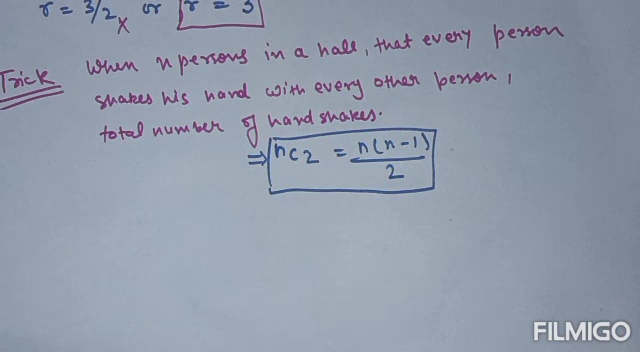 r = 3/2 x or r = 3
Trick when n persons in a hall, that every person
shakes his hand with every other person,
total number of hand shakes.
⇒ nC2 = n(n-1)/2
FILMIGO